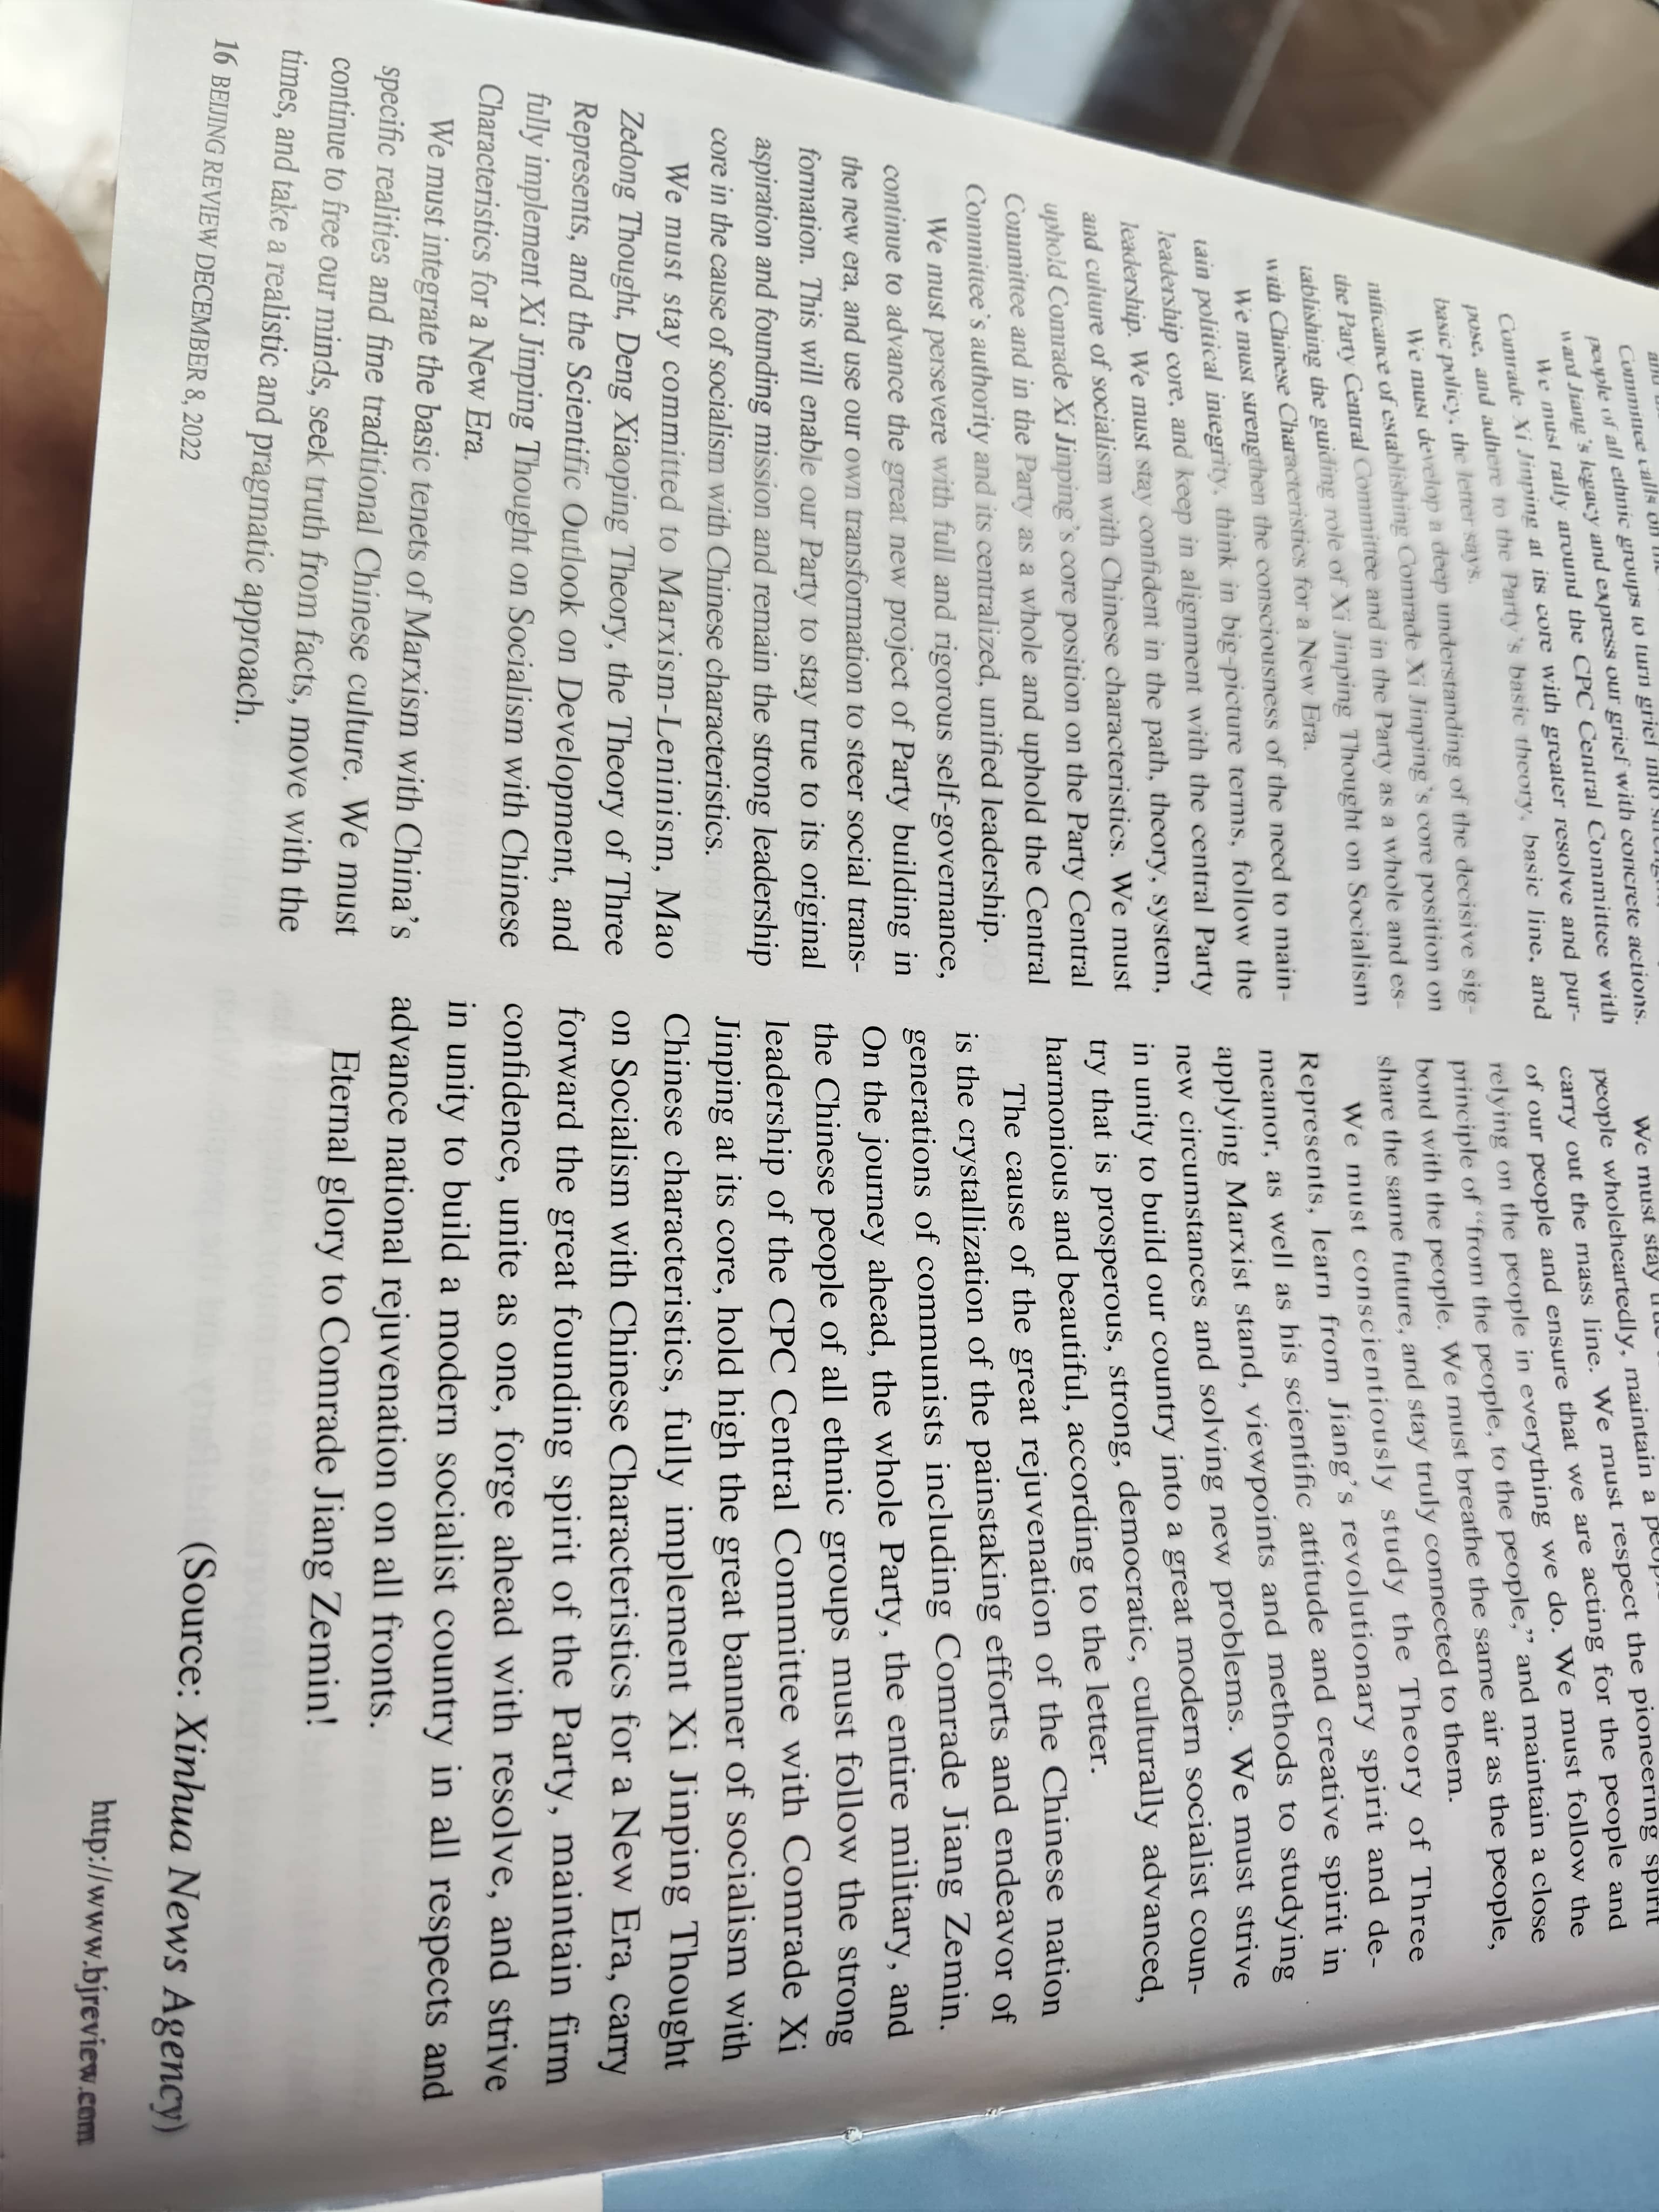 Committee calls on
people of all ethnic groups to turn grief into
ward Jiang's legacy and express our grief with concrete actions.
We must rally around the CPC Central Committee with
Comrade Xi Jinping at its core with greater resolve and pur-
pose, and adhere to the Party's basic theory, basic line, and
basic policy, the letter says.
We must develop a deep understanding of the decisive sig-
nificance of establishing Comrade Xi Jinping's core position on
the Party Central Committee and in the Party as a whole and es-
tablishing the guiding role of Xi Jinping Thought on Socialism
with Chinese Characteristics for a New Era.
We must strengthen the consciousness of the need to main-
tain political integrity, think in big-picture terms, follow the
leadership core, and keep in alignment with the central Party
leadership. We must stay confident in the path, theory, system,
and culture of socialism with Chinese characteristics. We must
uphold Comrade Xi Jinping's core position on the Party Central
Committee and in the Party as a whole and uphold the Central
Committee's authority and its centralized, unified leadership.
We must persevere with full and rigorous self-governance,
continue to advance the great new project of Party building in
the new era, and use our own transformation to steer social trans-
formation. This will enable our Party to stay true to its original
aspiration and founding mission and remain the strong leadership
core in the cause of socialism with Chinese characteristics.
We must stay committed to Marxism-Leninism, Mao
Zedong Thought, Deng Xiaoping Theory, the Theory of Three
Represents, and the Scientific Outlook on Development, and
fully implement Xi Jinping Thought on Socialism with Chinese
Characteristics for a New Era.
We must integrate the basic tenets of Marxism with China's
specific realities and fine traditional Chinese culture. We must
continue to free our minds, seek truth from facts, move with the
times, and take a realistic and pragmatic approach.
We must stay
people wholeheartedly, maintain a
carry out the mass line. We must respect the pioneering spirit
of our people and ensure that we are acting for the people and
relying on the people in everything we do. We must follow the
principle of "from the people, to the people," and maintain a close
bond with the people. We must breathe the same air as the people,
share the same future, and stay truly connected to them.
We must conscientiously study the Theory of Three
Represents, learn from Jiang's revolutionary spirit and de-
meanor, as well as his scientific attitude and creative spirit in
applying Marxist stand, viewpoints and methods to studying
new circumstances and solving new problems. We must strive
in unity to build our country into a great modern socialist coun-
try that is prosperous, strong, democratic, culturally advanced,
harmonious and beautiful, according to the letter.
The cause of the great rejuvenation of the Chinese nation
is the crystallization of the painstaking efforts and endeavor of
generations of communists including Comrade Jiang Zemin.
On the journey ahead, the whole Party, the entire military, and
the Chinese people of all ethnic groups must follow the strong
leadership of the CPC Central Committee with Comrade Xi
Jinping at its core, hold high the great banner of socialism with
Chinese characteristics, fully implement Xi Jinping Thought
on Socialism with Chinese Characteristics for a New Era, carry
forward the great founding spirit of the Party, maintain firm
confidence, unite as one, forge ahead with resolve, and strive
in unity to build a modern socialist country in all respects and
advance national rejuvenation on all fronts.
Eternal glory to Comrade Jiang Zemin!
(Source: Xinhua News Agency)
16 BEIJING REVIEW DECEMBER 8, 2022
http://www.bjreview.com